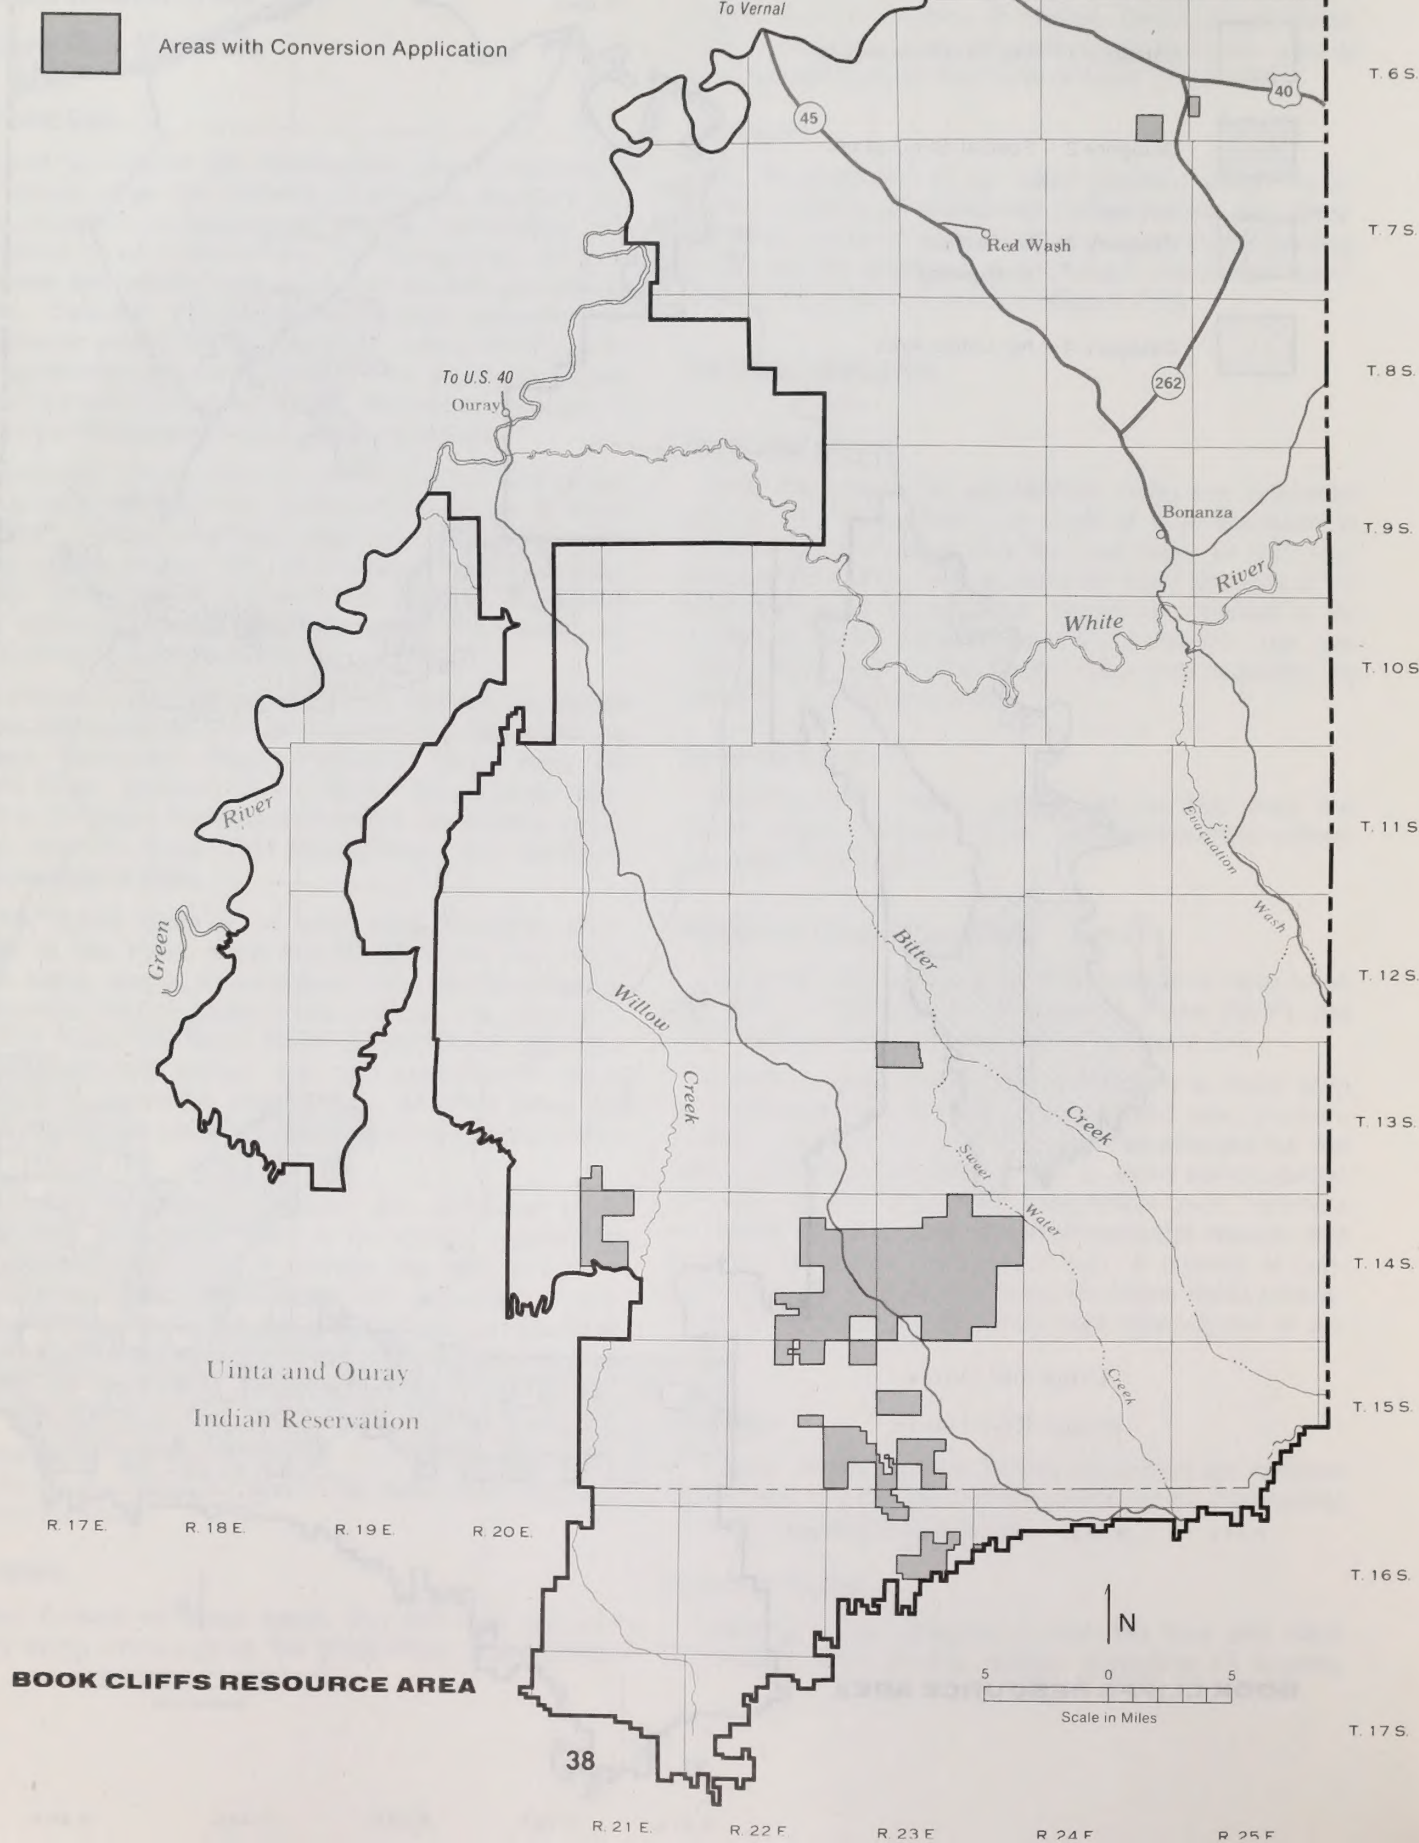 To Vernal
Areas with Conversion Application
T. 6 S.
40
45
T. 7 S.
Red Wash
T. 8 S.
To U.S. 40
262
Ouray
Bonanza
T. 9 S.
River
White
T. 10 S
River
T. 11 S
Evacuation
Wash
Green
Bitter
T. 12 S.
Willow
Creek
Creek
T. 13 S.
Sweet
Water
T. 14 S.
Uinta and Ouray
Indian Reservation
Creek
T. 15 S.
R. 17 E.
R. 18 E.
R. 19 E.
R. 20 E.
T. 16 S.
N
BOOK CLIFFS RESOURCE AREA
5 0 5
Scale in Miles
T. 17 S.
38
R. 21 E.
R. 22 E
R. 23 E
R. 24 E
R. 25 E